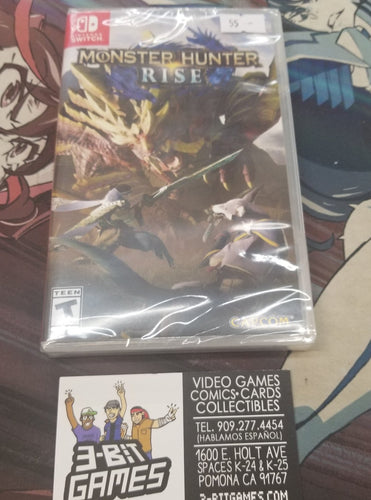 55 -
NINTENDO
SWITCH
MONSTER HUNTER
RISE
TEEN
T
CAPCOM
3-BIT
GAMES
VIDEO GAMES
COMICS•CARDS
COLLECTIBLES
TEL. 909.277.4454
(HABLAMOS ESPAÑOL)
1600 E. HOLT AVE
SPACES K-24 & K-25
POMONA CA 91767
3-BITGAMES.COM